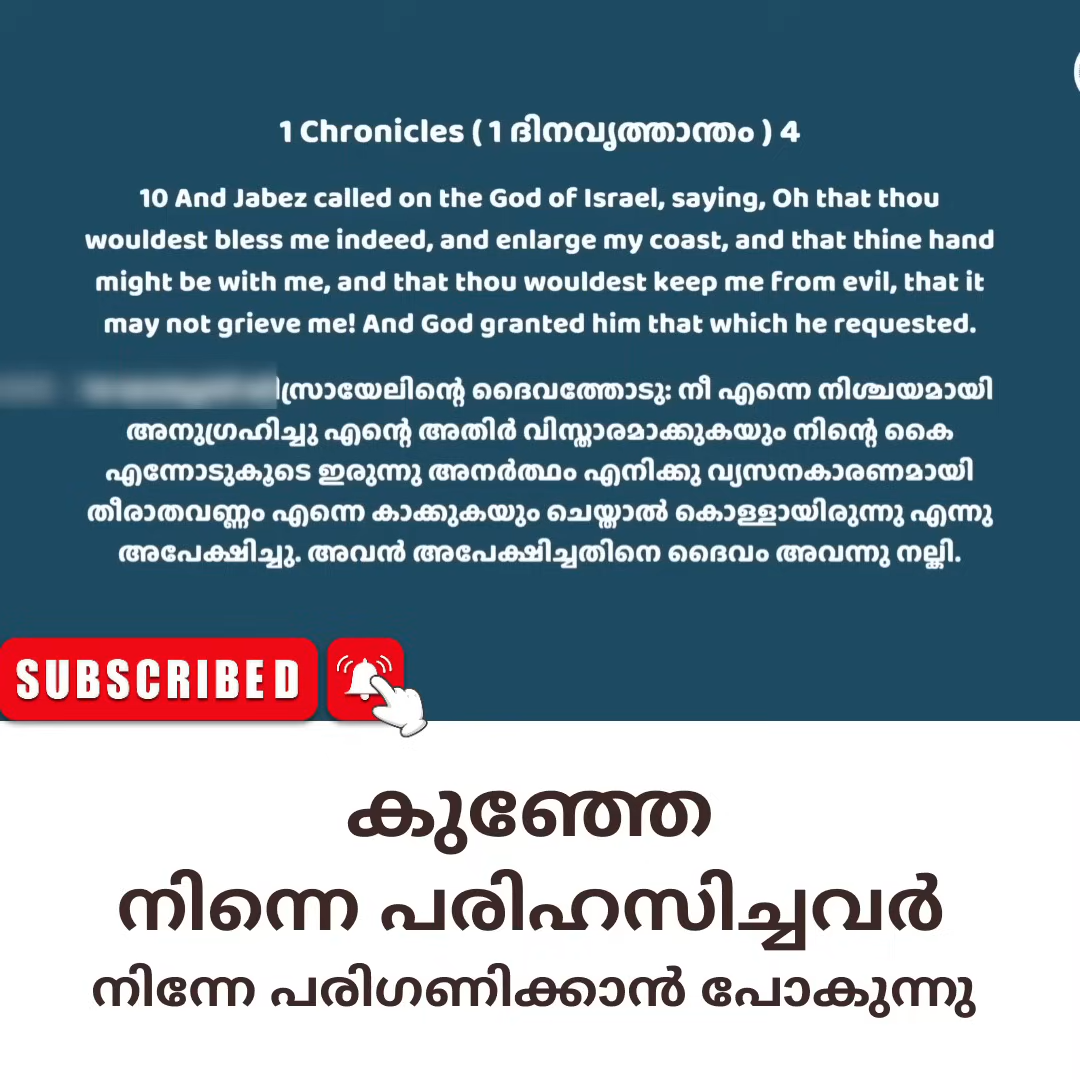 1 Chronicles ( 1 ദിനവൃത്താന്തം ) 4
10 And Jabez called on the God of Israel, saying, Oh that thou
wouldest bless me indeed, and enlarge my coast, and that thine hand
might be with me, and that thou wouldest keep me from evil, that it
may not grieve me! And God granted him that which he requested.
ദൈവത്തോടു: നീ എന്നെ നിശ്ചയമായി
അനുഗ്രഹിച്ചു എന്റെ അതിർ വിസ്താരമാക്കുകയും നിന്റെ കൈ
എന്നോടുകൂടെ ഇരുന്നു അനർത്ഥം എനിക്കു വ്യസനകാരണമായി
തീരാതവണ്ണം എന്നെ കാക്കുകയും ചെയ്താൽ കൊള്ളായിരുന്നു എന്നു
അപേക്ഷിച്ചു. അവൻ അപേക്ഷിച്ചതിനെ ദൈവം അവന്നു നല്കി.
SUBSCRIBED
കുഞ്ഞേ
നിന്നെ പരിഹസിച്ചവർ
നിന്നേ പരിഗണിക്കാൻ പോകുന്നു